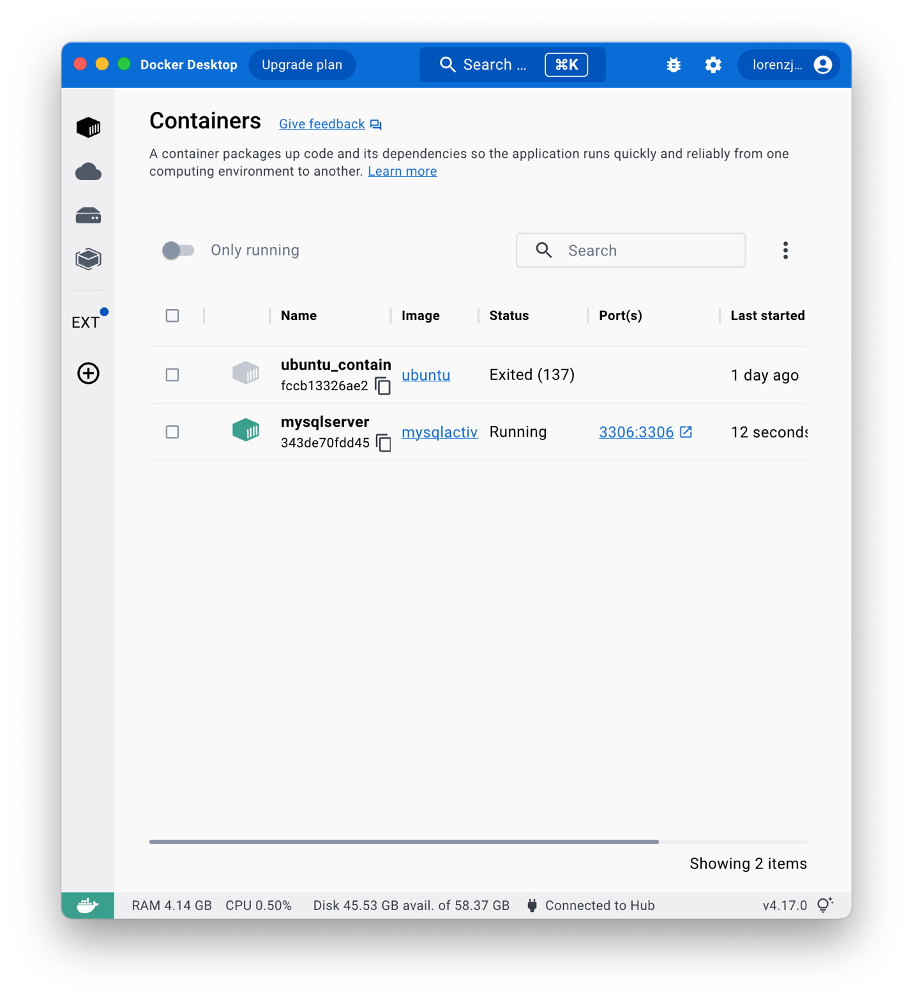 Docker Desktop Upgrade plan Search ... ⌘K lorenzj...
Containers Give feedback
A container packages up code and its dependencies so the application runs quickly and reliably from one
computing environment to another. Learn more
Only running Search
Name Image Status Port(s) Last started
EXT
ubuntu_contain
fccb13326ae2 ubuntu Exited (137) 1 day ago
mysqlserver
343de70fdd45 mysqlactiv Running 3306:3306 12 seconds
Showing 2 items
RAM 4.14 GB CPU 0.50% Disk 45.53 GB avail. of 58.37 GB Connected to Hub v4.17.0